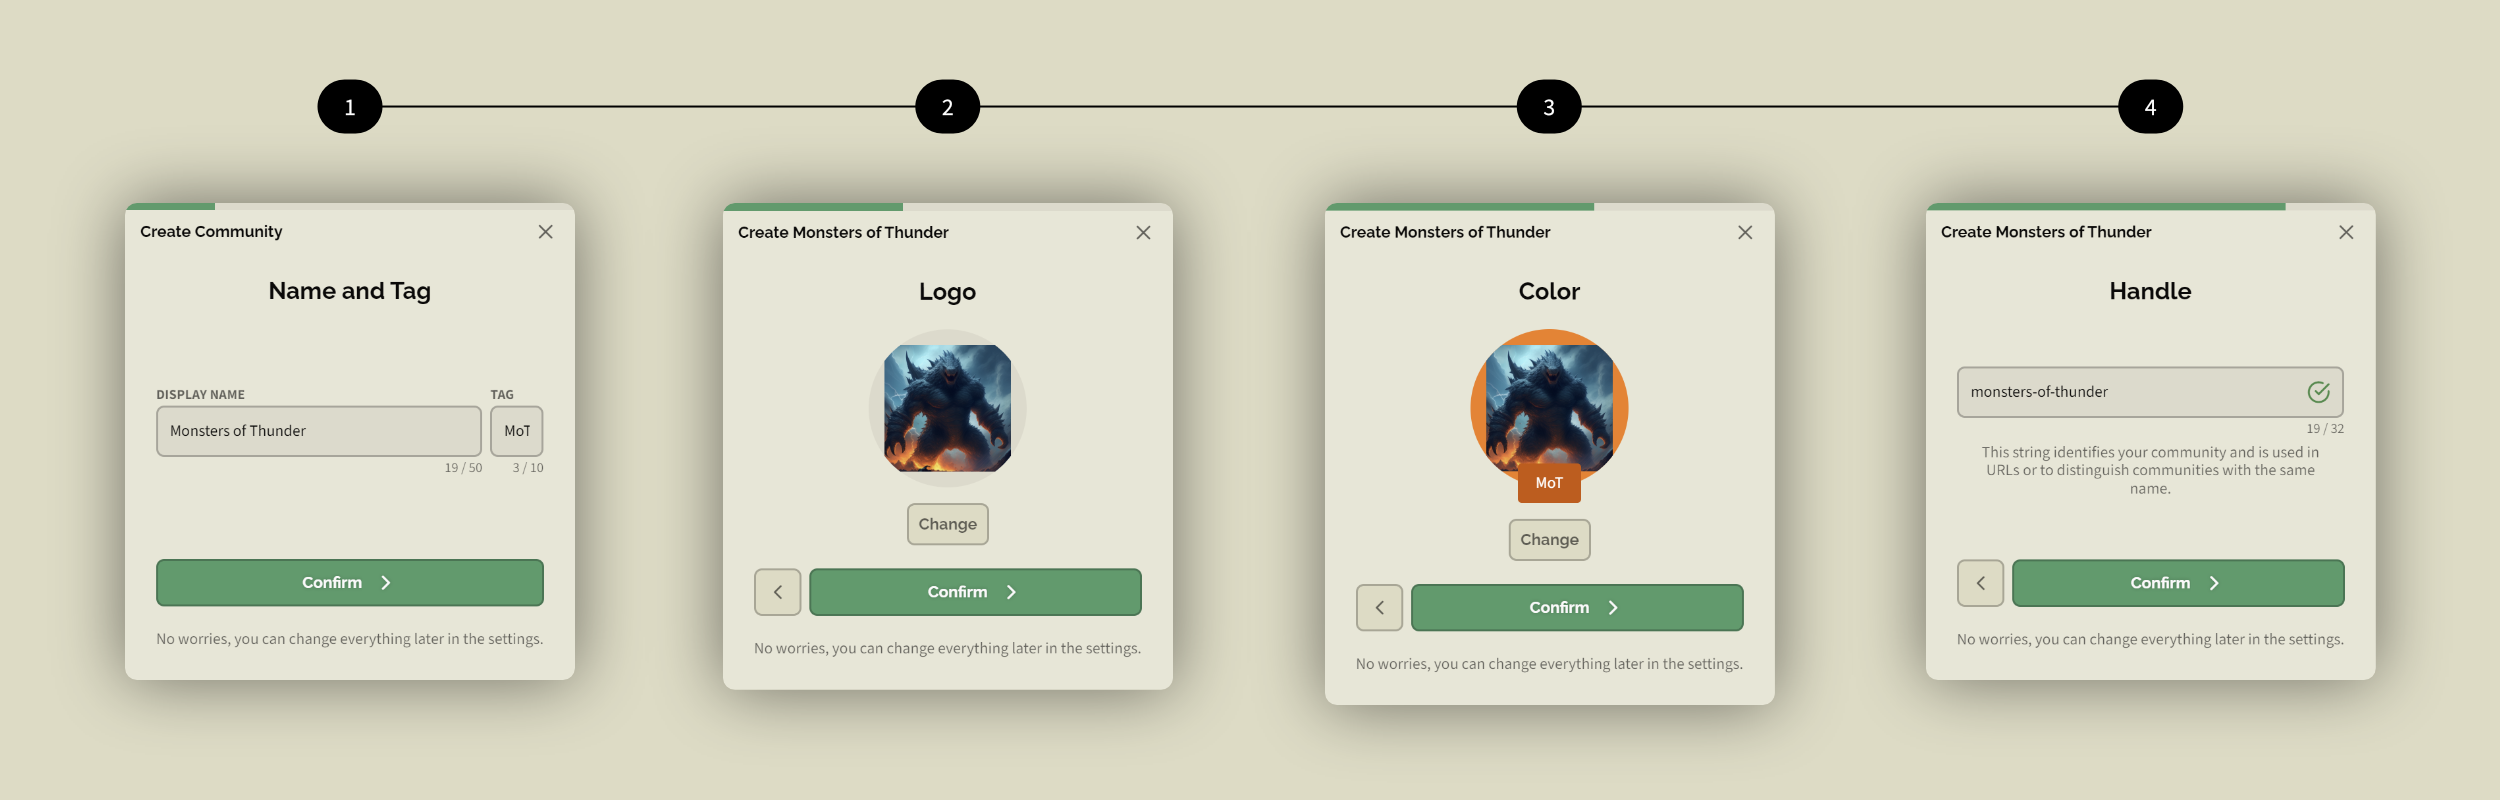 1
2
3
4
Create Community
Name and Tag
DISPLAY NAME
TAG
Monsters of Thunder
MoT
19 / 50
3 / 10
Confirm
No worries, you can change everything later in the settings.
Create Monsters of Thunder
Logo
Change
Confirm
No worries, you can change everything later in the settings.
Create Monsters of Thunder
Color
MoT
Change
Confirm
No worries, you can change everything later in the settings.
Create Monsters of Thunder
Handle
monsters-of-thunder
19 / 32
This string identifies your community and is used in
URLs or to distinguish communities with the same
name.
Confirm
No worries, you can change everything later in the settings.